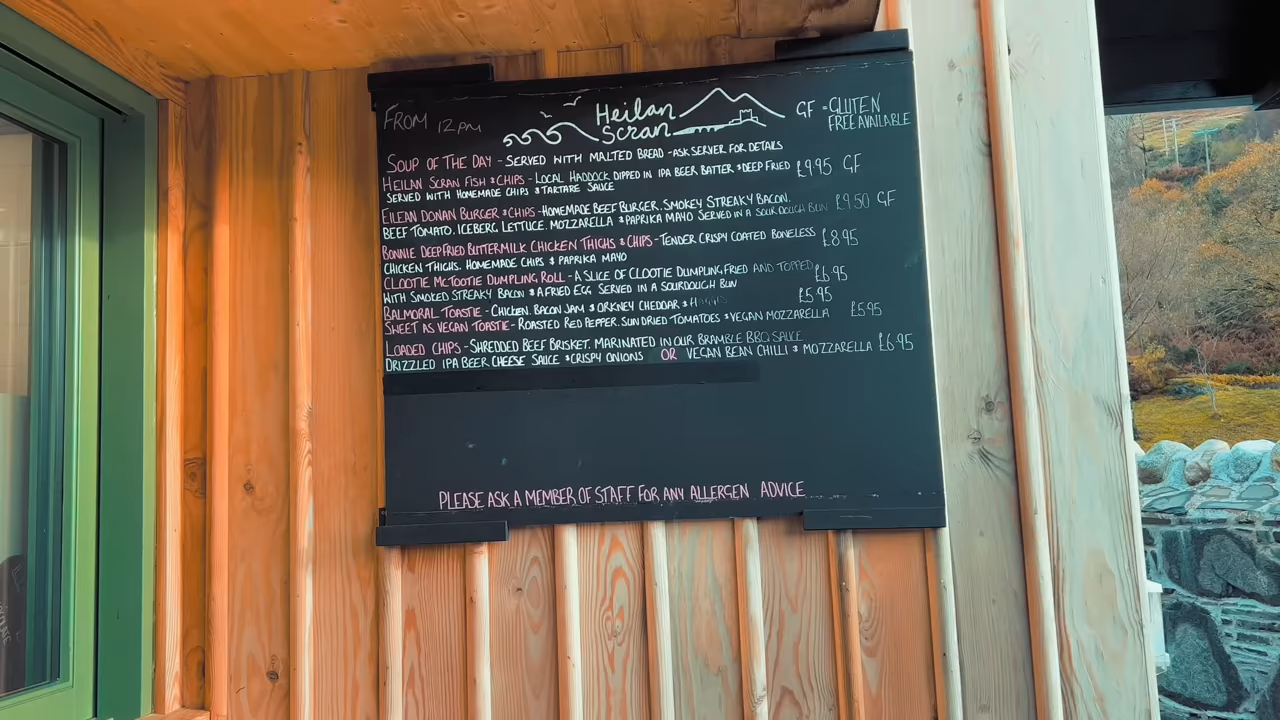 FROM 12PM
Heilan
Scran
GF = GLUTEN
FREE AVAILABLE
SOUP OF THE DAY - SERVED WITH MALTED BREAD - ASK SERVER FOR DETAILS
HEILAN SCRAN FISH & CHIPS - LOCAL HADDOCK DIPPED IN IPA BEER BATTER & DEEP FRIED £9.95 GF
SERVED WITH HOMEMADE CHIPS & TARTARE SAUCE
EILEAN DONAN BURGER & CHIPS - HOMEMADE BEEF BURGER. SMOKEY STREAKY BACON.
BEEF TOMATO. ICEBERG LETTUCE. MOZZARELLA & PAPRIKA MAYO SERVED IN A SOUR DOUGH BUN £9.50 GF
BONNIE DEEP FRIED BUTTERMILK CHICKEN THIGHS & CHIPS - TENDER CRISPY COATED BONELESS £8.95
CHICKEN THIGHS. HOMEMADE CHIPS & PAPRIKA MAYO
CLOOTIE MCTOOTIE DUMPLING ROLL - A SLICE OF CLOOTIE DUMPLING FRIED AND TOPPED £6.95
WITH SMOKED STREAKY BACON & A FRIED EGG SERVED IN A SOURDOUGH BUN
BALMORAL TOASTIE - CHICKEN. BACON JAM & ORKNEY CHEDDAR & HAGGIS £5.95
SWEET AS VEGAN TOASTIE - ROASTED RED PEPPER. SUNDRIED TOMATOES & VEGAN MOZZARELLA £5.95
LOADED CHIPS - SHREDDED BEEF BRISKET. MARINATED IN OUR BRAMBLE BBQ SAUCE
DRIZZLED IPA BEER CHEESE SAUCE & CRISPY ONIONS OR VEGAN BEAN CHILLI & MOZZARELLA £6.95
PLEASE ASK A MEMBER OF STAFF FOR ANY ALLERGEN ADVICE